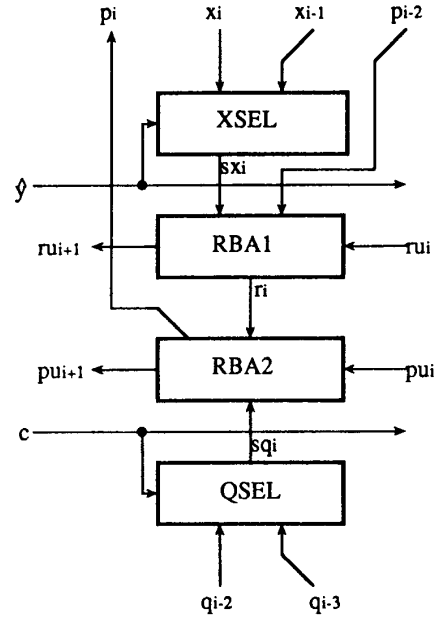 pi xi xi-1 pi-2
XSEL
sxi
ŷ
rui+1 RBA1 rui
ri
pui+1 RBA2 pui
c
sqi
QSEL
qi-2 qi-3